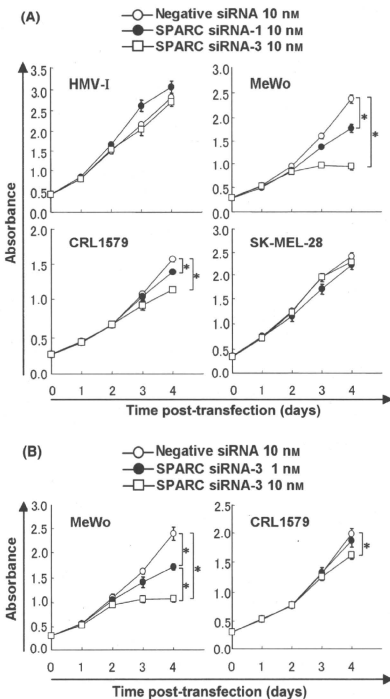 (A)
Negative siRNA 10 nM
SPARC siRNA-1 10 nM
SPARC siRNA-3 10 nM
HMV-I
3.5
3.0
2.5
2.0
1.5
1.0
0.5
0.0
MeWo
3.0
2.5
2.0
1.5
1.0
0.5
0.0
*
*
Absorbance
CRL1579
2.0
1.5
1.0
0.5
0.0
*
*
0 1 2 3 4
SK-MEL-28
3.0
2.5
2.0
1.5
1.0
0.5
0.0
0 1 2 3 4
Time post-transfection (days)
(B)
Negative siRNA 10 nM
SPARC siRNA-3 1 nM
SPARC siRNA-3 10 nM
MeWo
3.0
2.5
2.0
1.5
1.0
0.5
0.0
*
*
*
0 1 2 3 4
CRL1579
2.5
2.0
1.5
1.0
0.5
0.0
*
0 1 2 3 4
Absorbance
Time post-transfection (days)